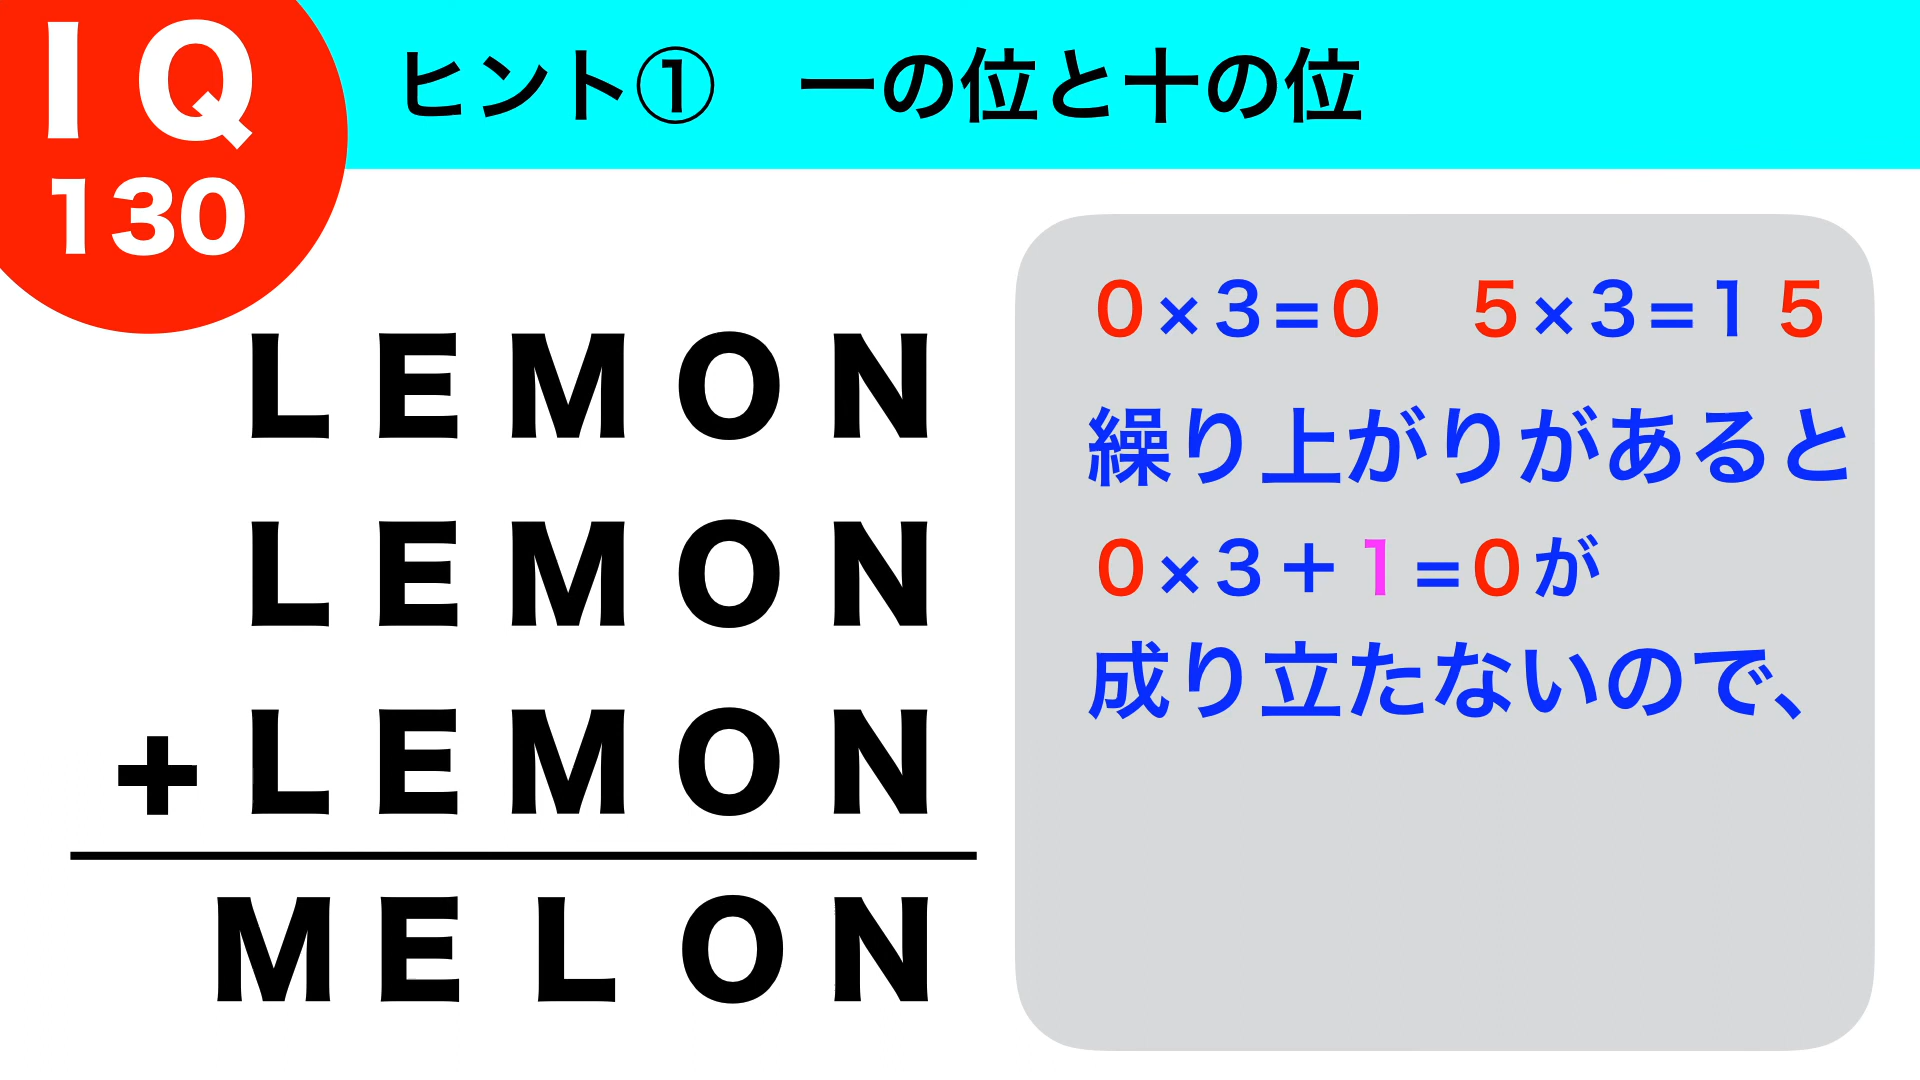 IQ
130
ヒント① 一の位と十の位
LEMON
LEMON
+LEMON
MELON
0×3=0 5×3=15
繰り上がりがあると
0×3+1=0が
成り立たないので、